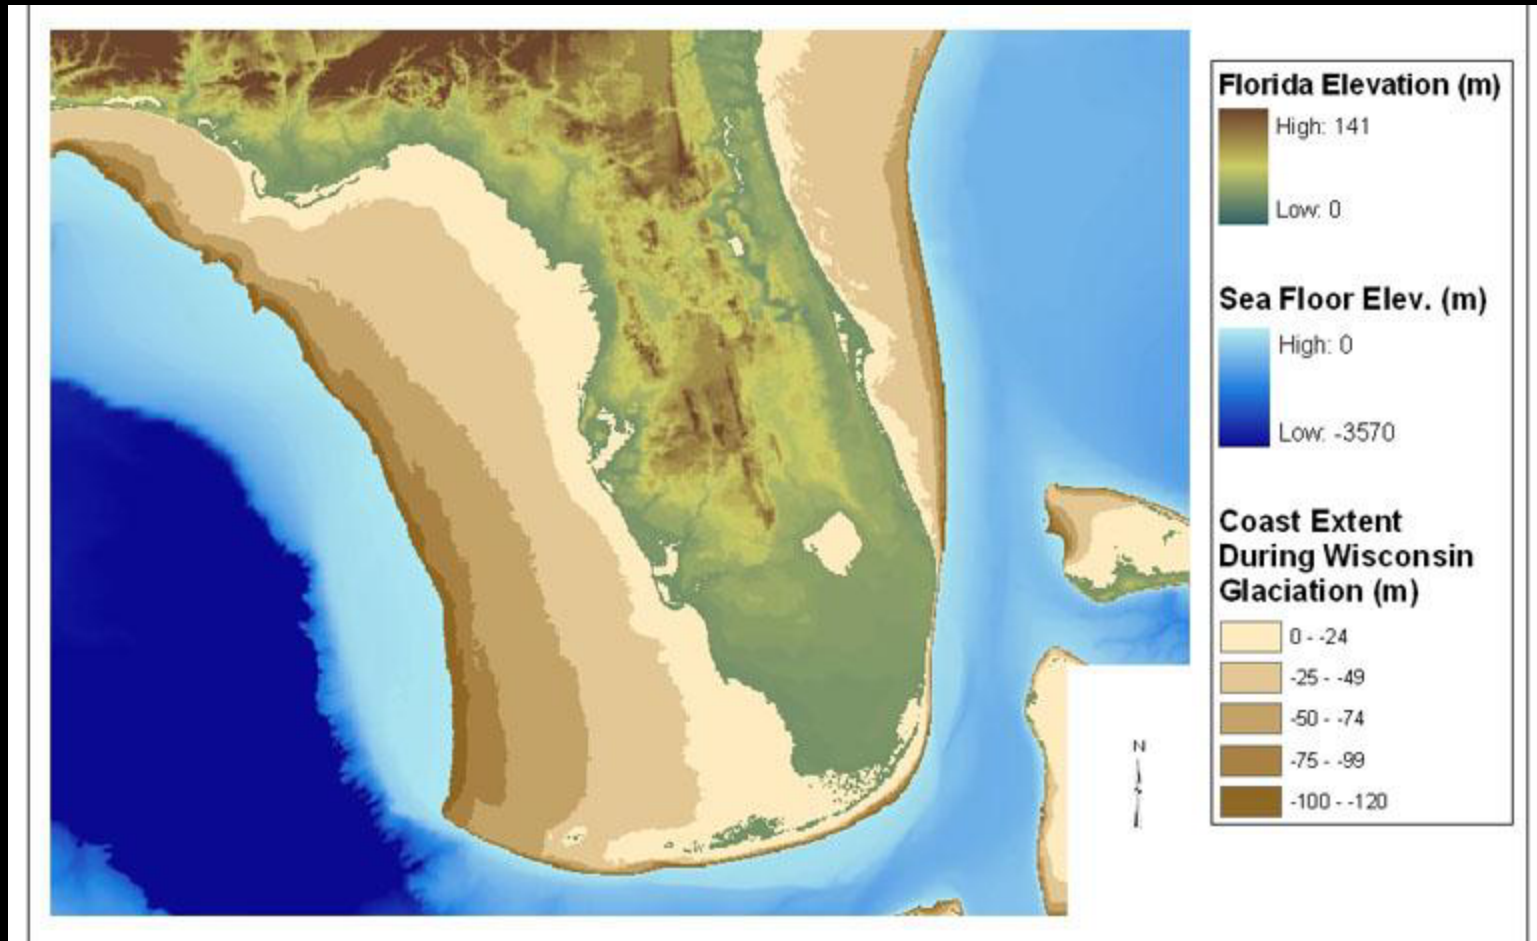 Florida Elevation (m)
High: 141
Low: 0
Sea Floor Elev. (m)
High: 0
Low: -3570
Coast Extent
During Wisconsin
Glaciation (m)
0 - -24
-25 - -49
-50 - -74
-75 - -99
-100 - -120
N